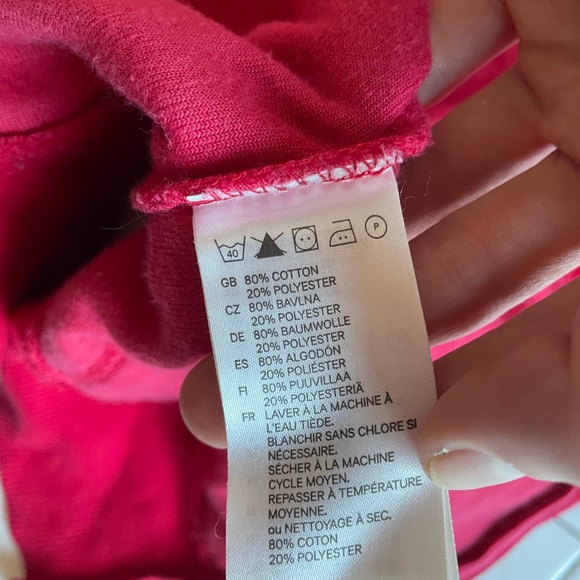 40 P
GB 80% COTTON
20% POLYESTER
CZ 80% BAVLNA
20% POLYESTER
DE 80% BAUMWOLLE
20% POLYESTER
ES 80% ALGODÓN
20% POLIÉSTER
FI 80% PUUVILLAA
20% POLYESTERIÄ
FR LAVER À LA MACHINE À
L'EAU TIÈDE.
BLANCHIR SANS CHLORE SI
NÉCESSAIRE.
SÉCHER À LA MACHINE
CYCLE MOYEN.
REPASSER À TEMPÉRATURE
MOYENNE.
ou NETTOYAGE À SEC.
80% COTON
20% POLYESTER